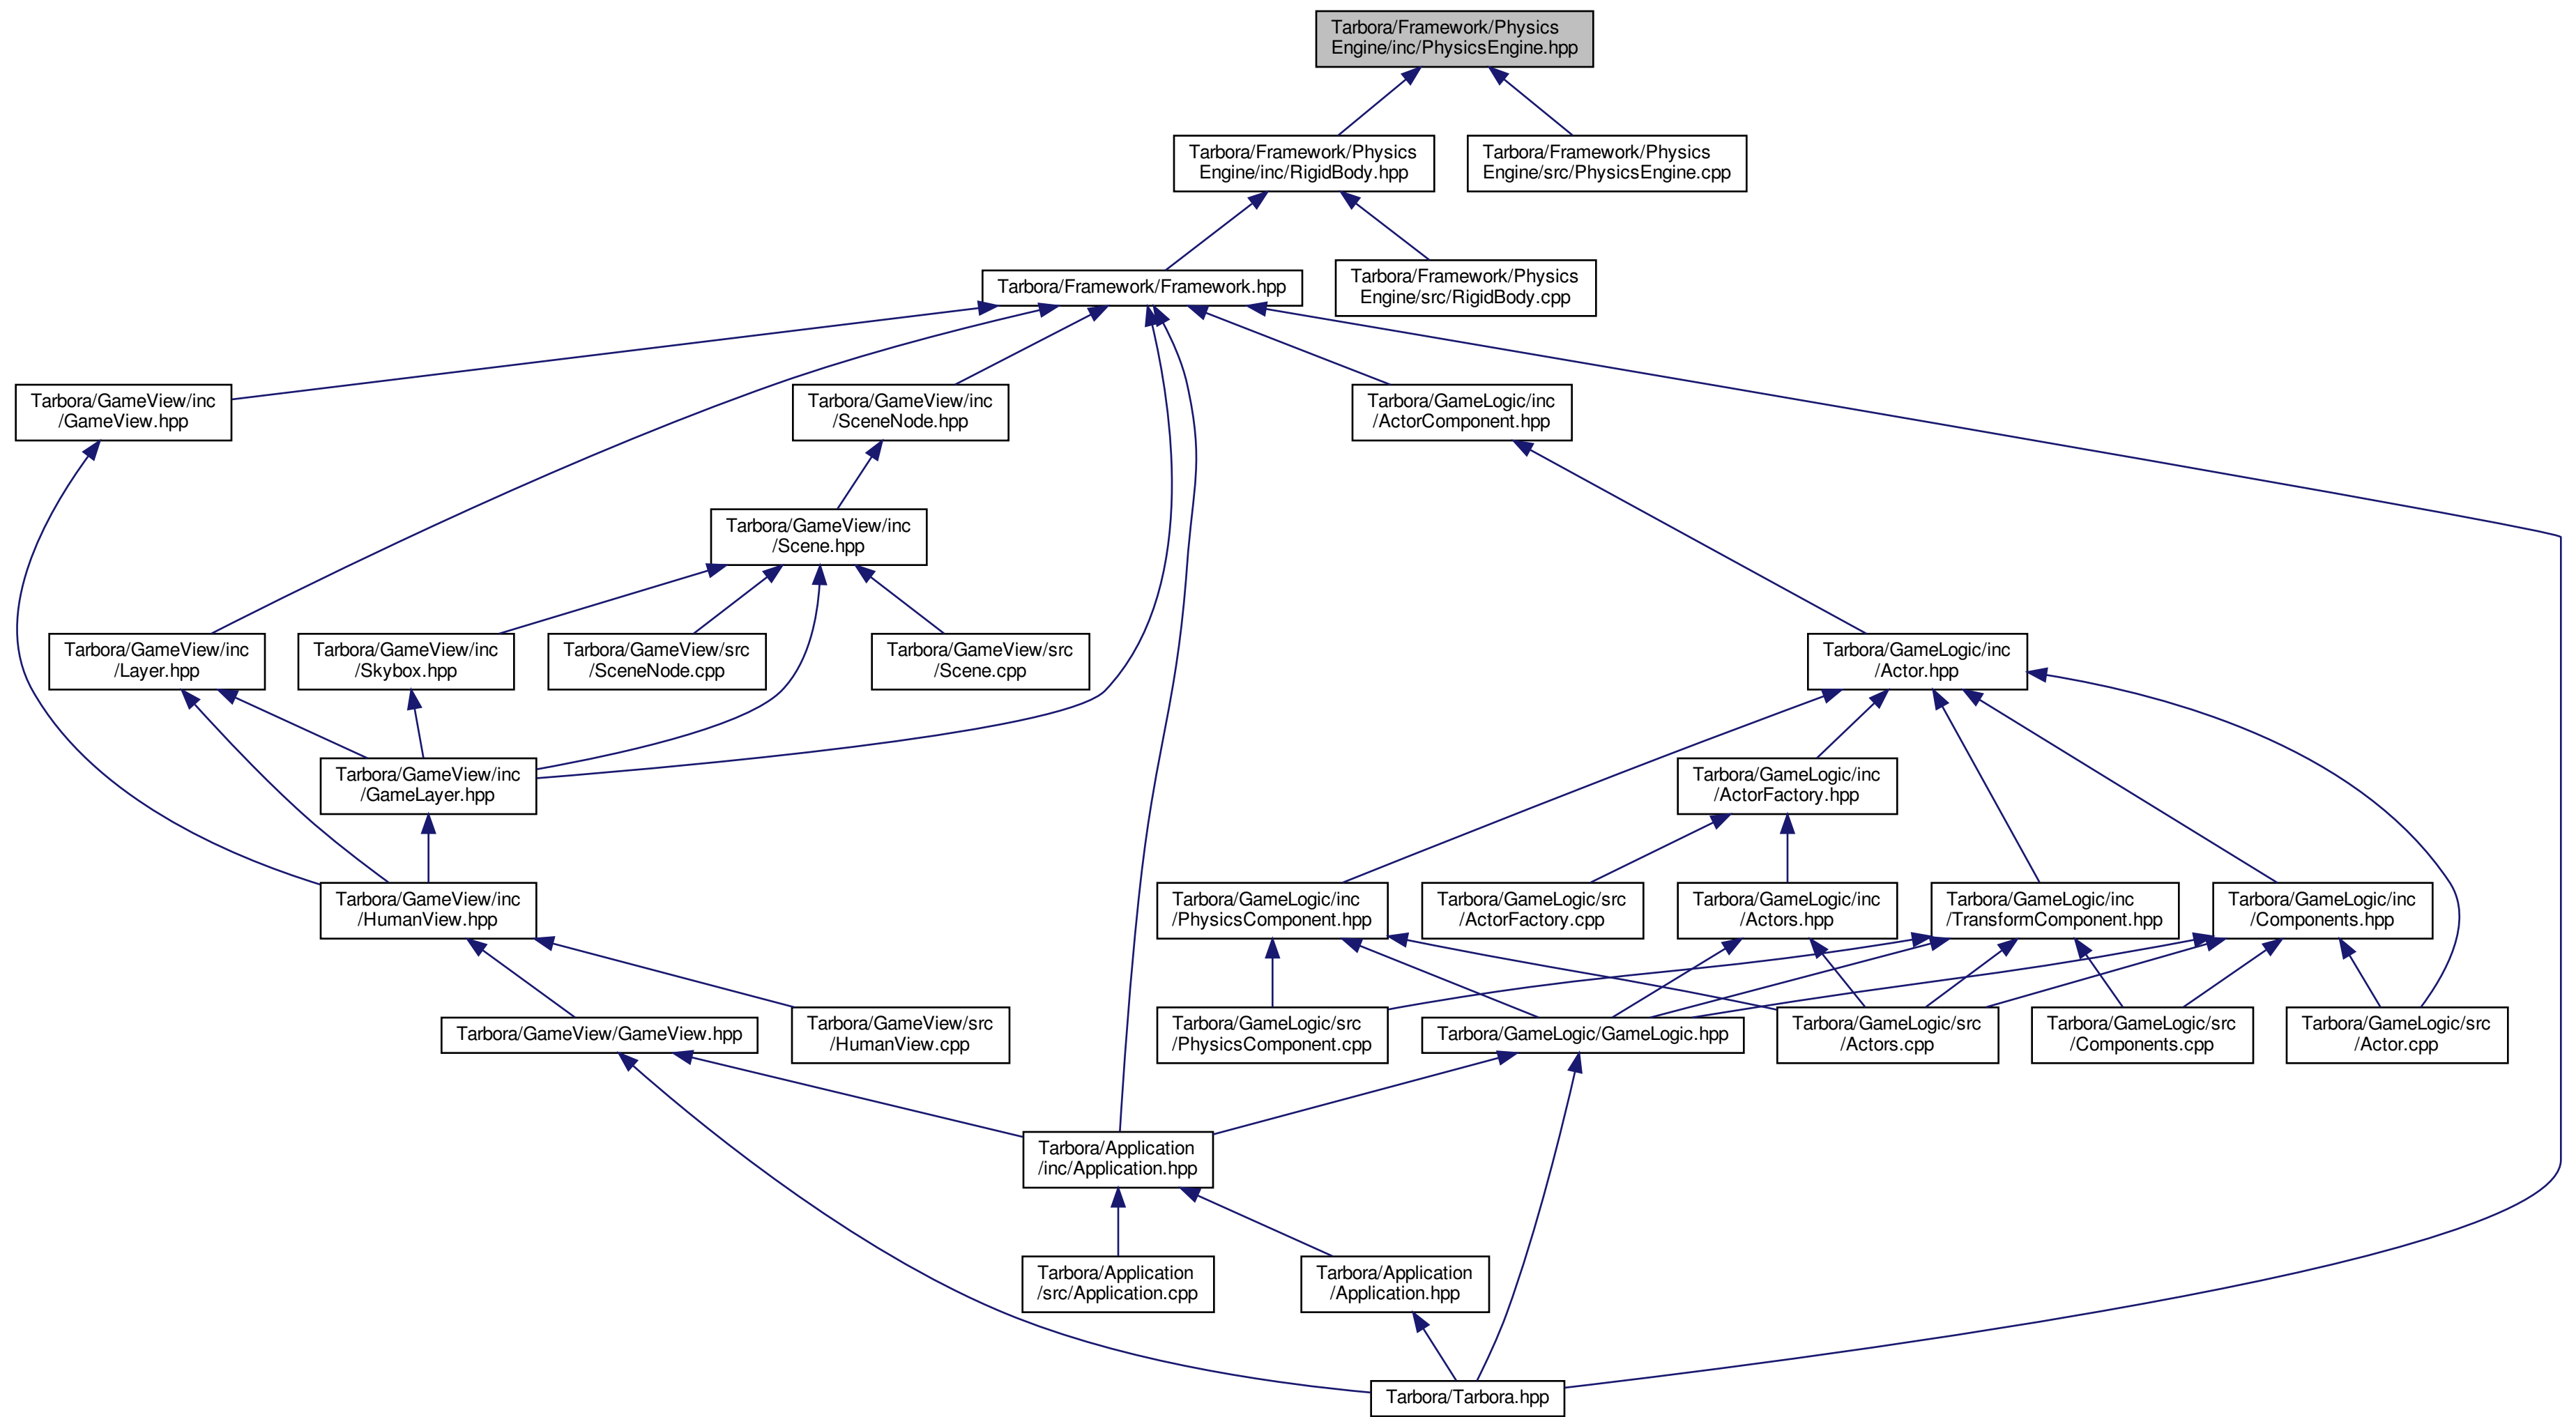 Tarbora/Framework/Physics
Engine/inc/PhysicsEngine.hpp
Tarbora/Framework/Physics
Engine/inc/RigidBody.hpp
Tarbora/Framework/Physics
Engine/src/PhysicsEngine.cpp
Tarbora/Framework/Framework.hpp
Tarbora/Framework/Physics
Engine/src/RigidBody.cpp
Tarbora/GameView/inc
/GameView.hpp
Tarbora/GameView/inc
/SceneNode.hpp
Tarbora/GameLogic/inc
/ActorComponent.hpp
Tarbora/GameView/inc
/Scene.hpp
Tarbora/GameView/inc
/Layer.hpp
Tarbora/GameView/inc
/Skybox.hpp
Tarbora/GameView/src
/SceneNode.cpp
Tarbora/GameView/src
/Scene.cpp
Tarbora/GameLogic/inc
/Actor.hpp
Tarbora/GameView/inc
/GameLayer.hpp
Tarbora/GameLogic/inc
/ActorFactory.hpp
Tarbora/GameView/inc
/HumanView.hpp
Tarbora/GameLogic/inc
/PhysicsComponent.hpp
Tarbora/GameLogic/src
/ActorFactory.cpp
Tarbora/GameLogic/inc
/Actors.hpp
Tarbora/GameLogic/inc
/TransformComponent.hpp
Tarbora/GameLogic/inc
/Components.hpp
Tarbora/GameView/GameView.hpp
Tarbora/GameView/src
/HumanView.cpp
Tarbora/GameLogic/src
/PhysicsComponent.cpp
Tarbora/GameLogic/GameLogic.hpp
Tarbora/GameLogic/src
/Actors.cpp
Tarbora/GameLogic/src
/Components.cpp
Tarbora/GameLogic/src
/Actor.cpp
Tarbora/Application
/inc/Application.hpp
Tarbora/Application
/src/Application.cpp
Tarbora/Application
/Application.hpp
Tarbora/Tarbora.hpp